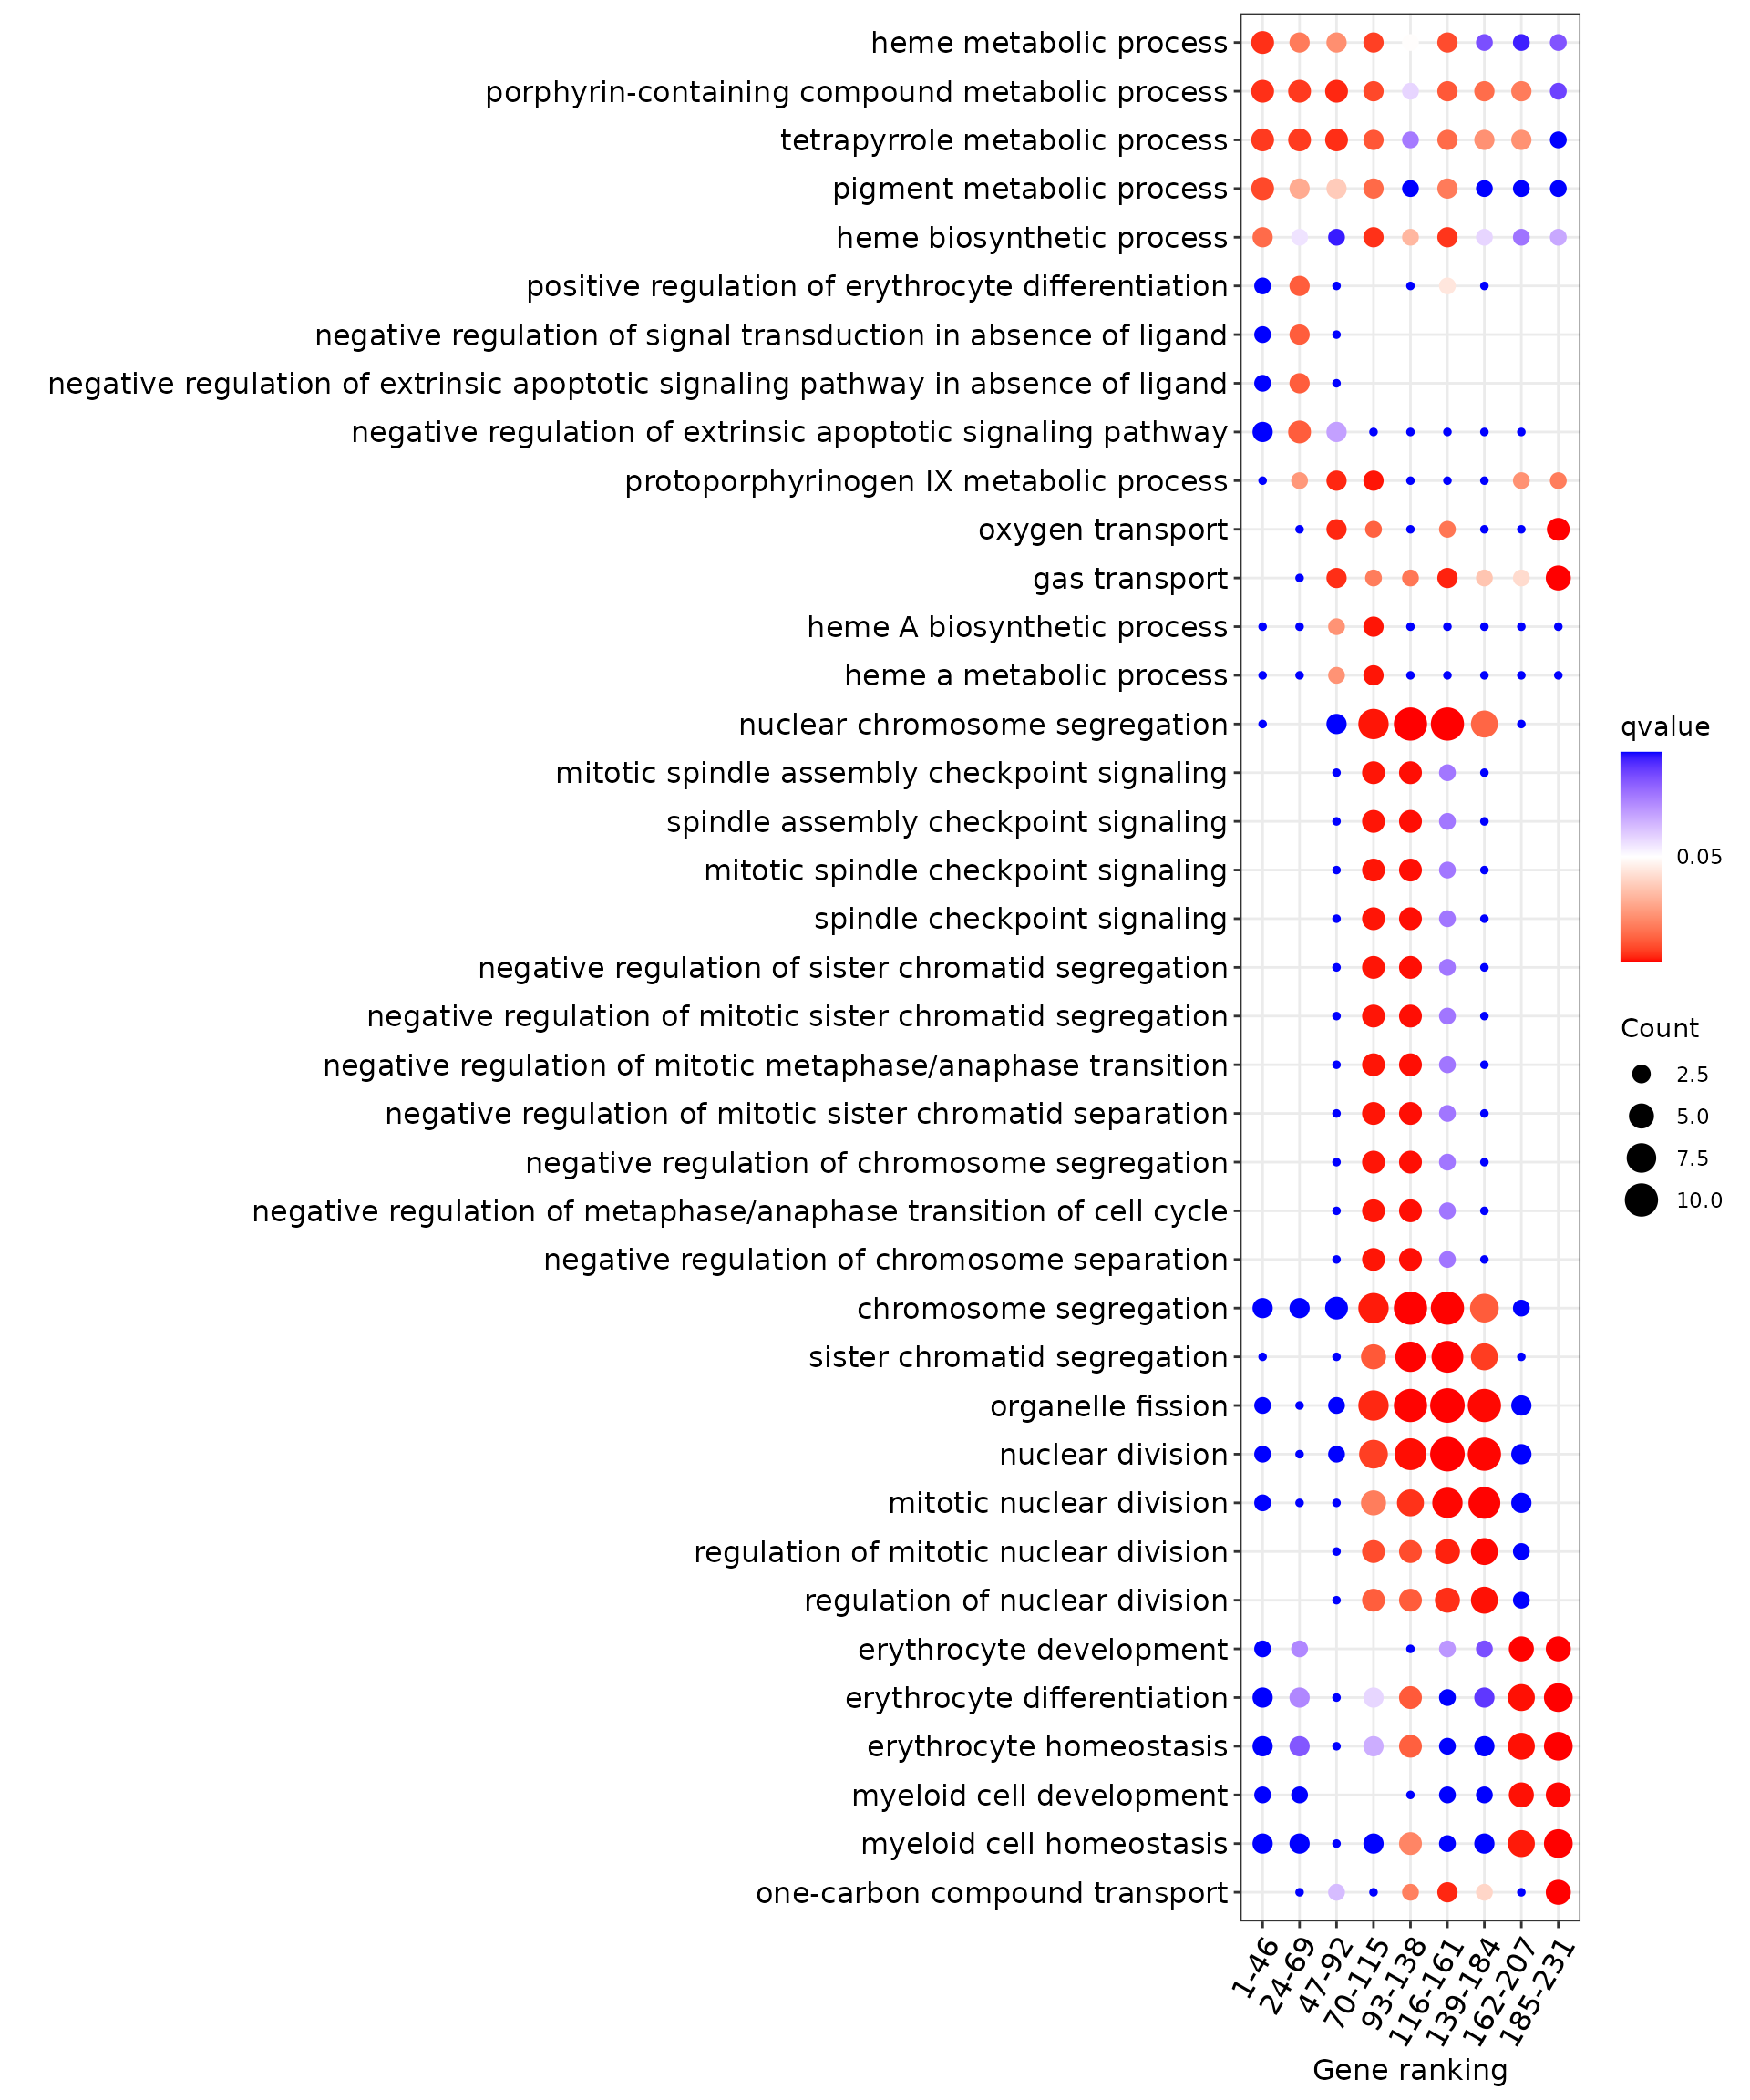 heme metabolic process
porphyrin-containing compound metabolic process
tetrapyrrole metabolic process
pigment metabolic process
heme biosynthetic process
positive regulation of erythrocyte differentiation
negative regulation of signal transduction in absence of ligand
negative regulation of extrinsic apoptotic signaling pathway in absence of ligand
negative regulation of extrinsic apoptotic signaling pathway
protoporphyrinogen IX metabolic process
oxygen transport
gas transport
heme A biosynthetic process
heme a metabolic process
nuclear chromosome segregation
mitotic spindle assembly checkpoint signaling
spindle assembly checkpoint signaling
mitotic spindle checkpoint signaling
spindle checkpoint signaling
negative regulation of sister chromatid segregation
negative regulation of mitotic sister chromatid segregation
negative regulation of mitotic metaphase/anaphase transition
negative regulation of mitotic sister chromatid separation
negative regulation of chromosome segregation
negative regulation of metaphase/anaphase transition of cell cycle
negative regulation of chromosome separation
chromosome segregation
sister chromatid segregation
organelle fission
nuclear division
mitotic nuclear division
regulation of mitotic nuclear division
regulation of nuclear division
erythrocyte development
erythrocyte differentiation
erythrocyte homeostasis
myeloid cell development
myeloid cell homeostasis
one-carbon compound transport
1-46
24-69
47-92
70-115
93-138
116-161
139-184
162-207
185-231
Gene ranking
qvalue
0.05
Count
2.5
5.0
7.5
10.0